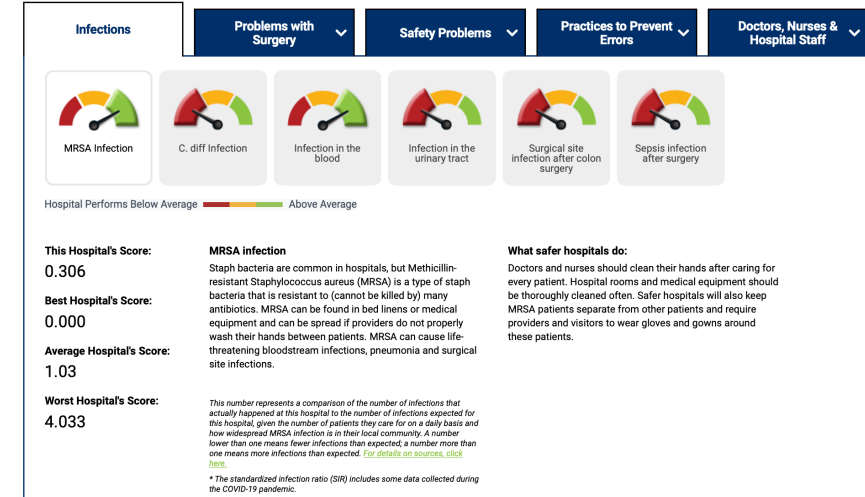 Infections
Problems with
Surgery
Safety Problems
Practices to Prevent
Errors
Doctors, Nurses &
Hospital Staff
MRSA Infection
C. diff Infection
Infection in the
blood
Infection in the
urinary tract
Surgical site
infection after colon
surgery
Sepsis infection
after surgery
Hospital Performs Below Average
Above Average
This Hospital's Score:
0.306
Best Hospital's Score:
0.000
Average Hospital's Score:
1.03
Worst Hospital's Score:
4.033
MRSA infection
Staph bacteria are common in hospitals, but Methicillin-
resistant Staphylococcus aureus (MRSA) is a type of staph
bacteria that is resistant to (cannot be killed by) many
antibiotics. MRSA can be found in bed linens or medical
equipment and can be spread if providers do not properly
wash their hands between patients. MRSA can cause life-
threatening bloodstream infections, pneumonia and surgical
site infections.
This number represents a comparison of the number of infections that
actually happened at this hospital to the number of infections expected for
this hospital, given the number of patients they care for on a daily basis and
how widespread MRSA infection is in their local community. A number
lower than one means fewer infections than expected; a number more than
one means more infections than expected. For details on sources, click
here.
* The standardized infection ratio (SIR) includes some data collected during
the COVID-19 pandemic.
What safer hospitals do:
Doctors and nurses should clean their hands after caring for
every patient. Hospital rooms and medical equipment should
be thoroughly cleaned often. Safer hospitals will also keep
MRSA patients separate from other patients and require
providers and visitors to wear gloves and gowns around
these patients.